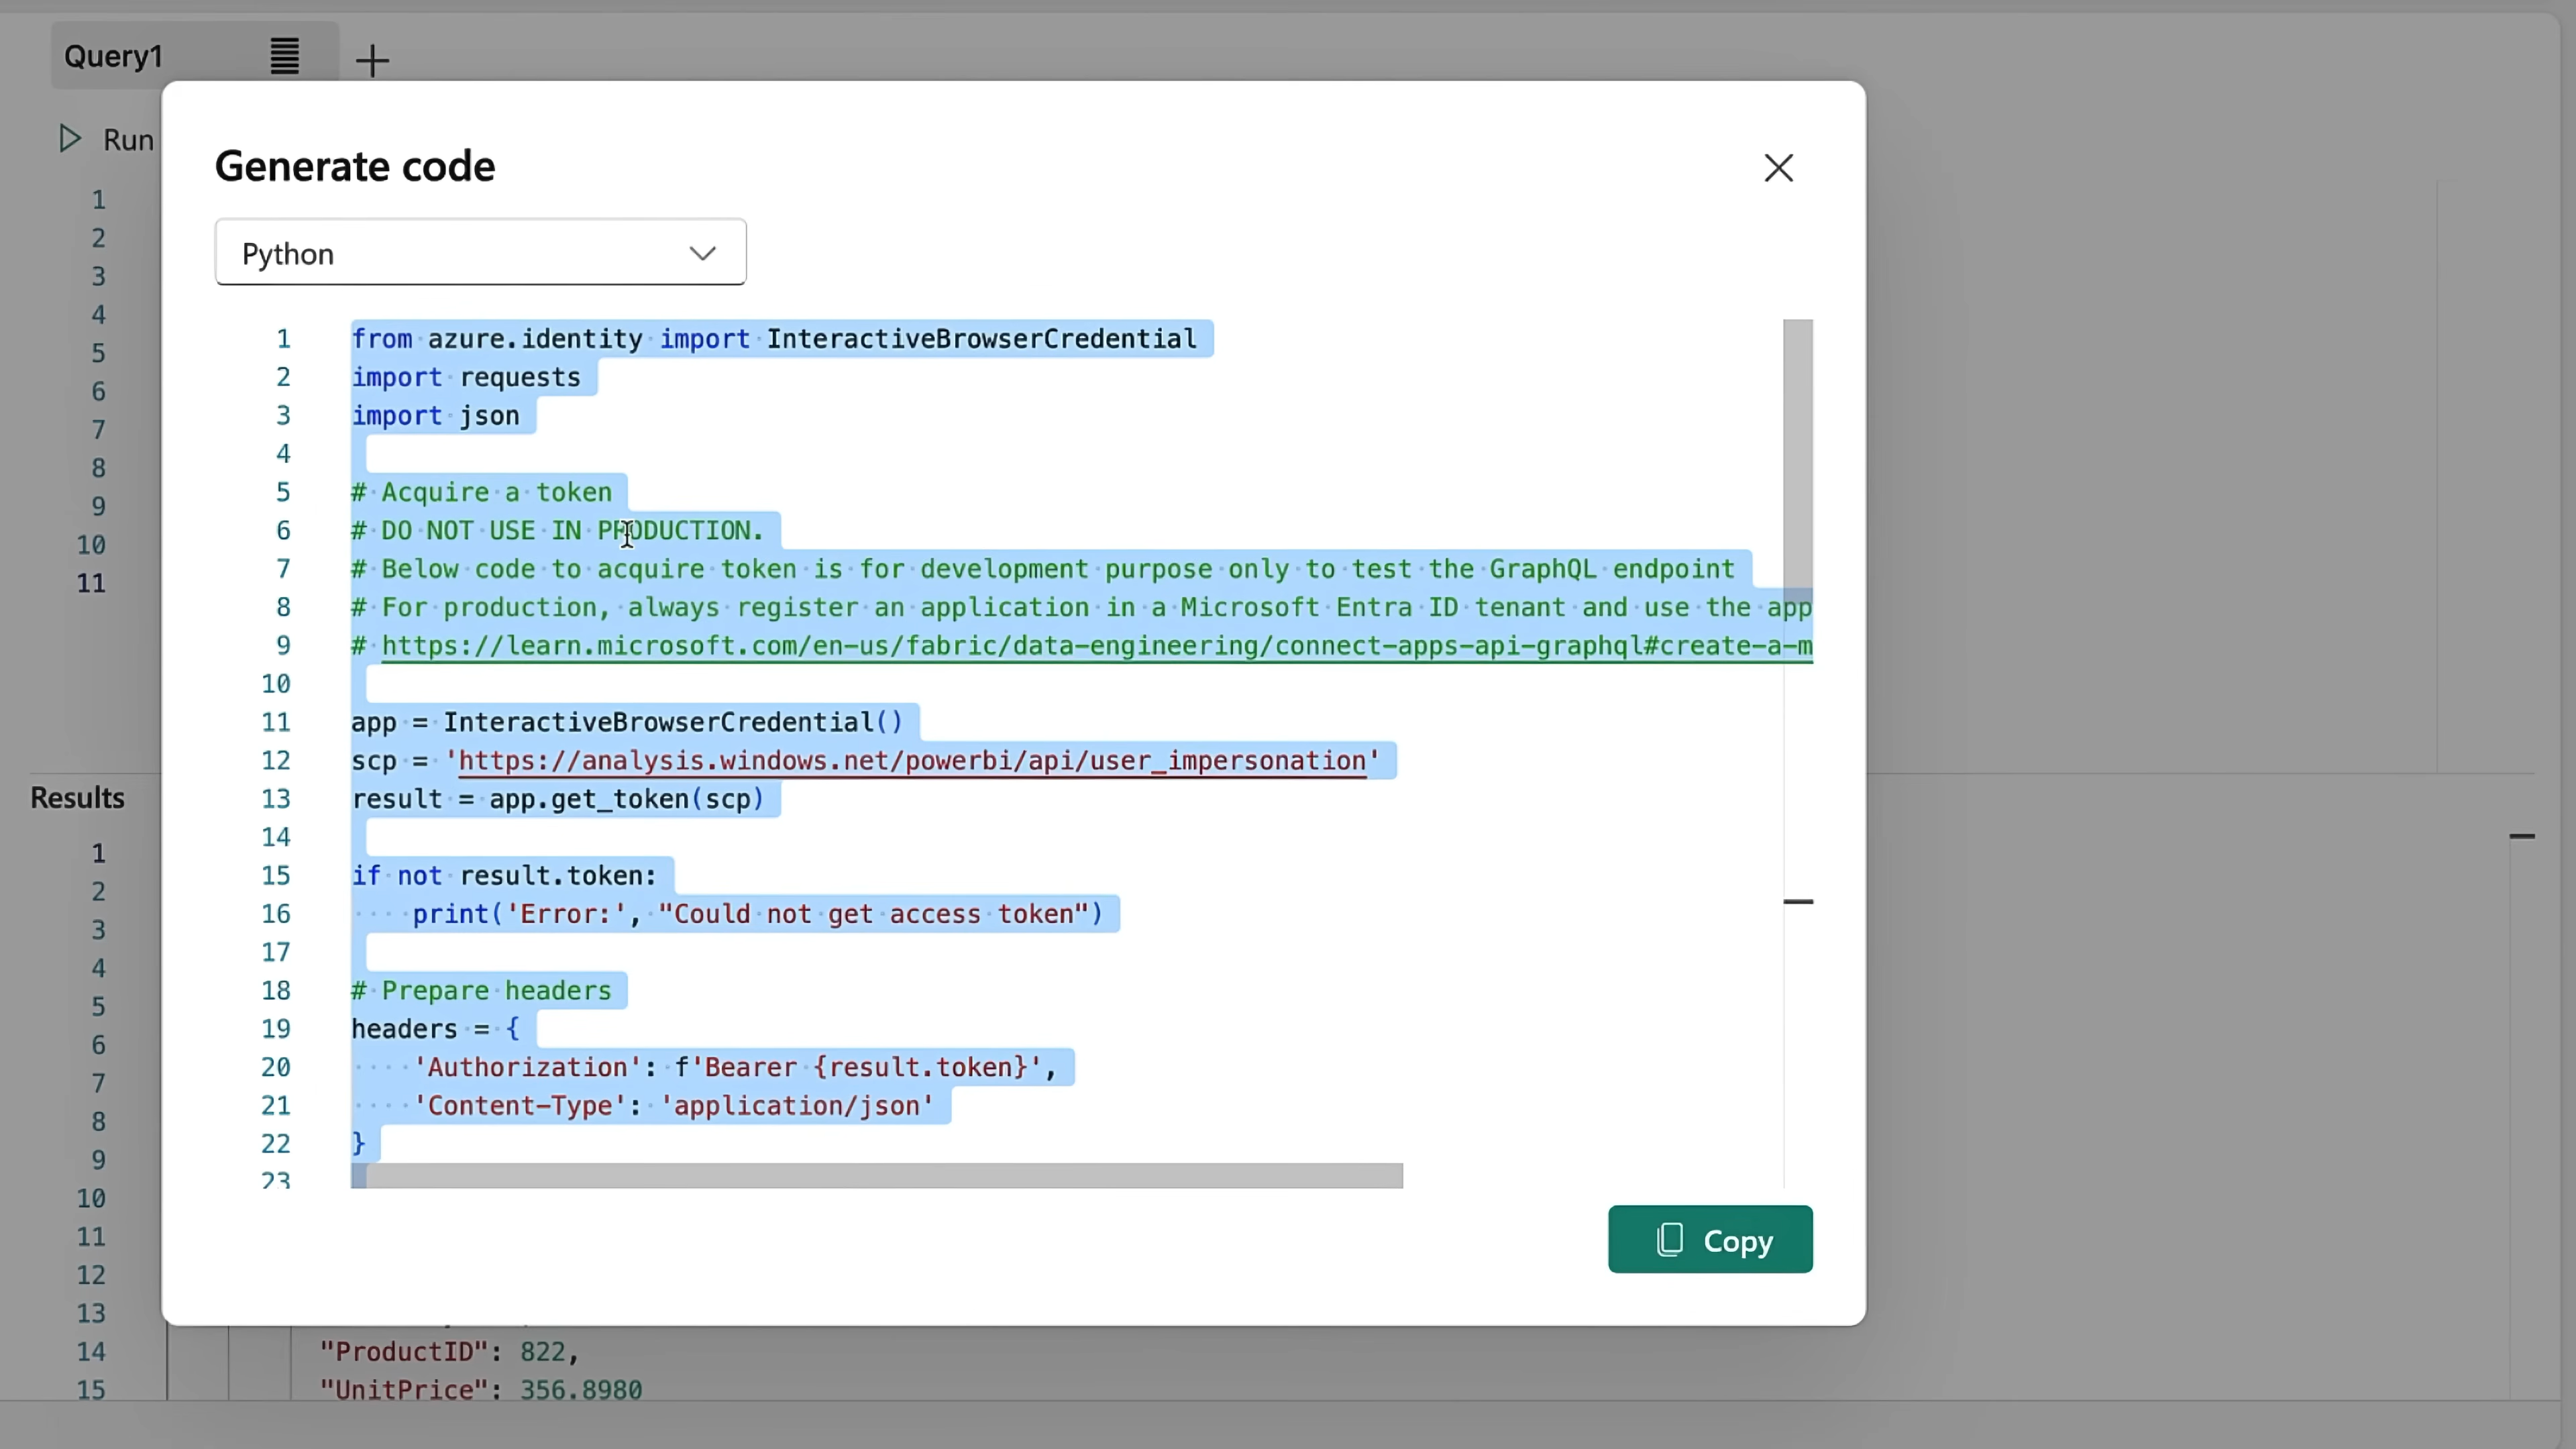 Query1
Run
1
2
3
4
5
6
7
8
9
10
11
Generate code
Python
1 from azure.identity import InteractiveBrowserCredential
2 import requests
3 import json
4
5 # Acquire a token
6 # DO NOT USE IN PRODUCTION.
7 # Below code to acquire token is for development purpose only to test the GraphQL endpoint
8 # For production, always register an application in a Microsoft Entra ID tenant and use the app
9 # https://learn.microsoft.com/en-us/fabric/data-engineering/connect-apps-api-graphql#create-a-m
10
11 app = InteractiveBrowserCredential()
12 scp = 'https://analysis.windows.net/powerbi/api/user_impersonation'
13 result = app.get_token(scp)
14
15 if not result.token:
16     print('Error:', "Could not get access token")
17
18 # Prepare headers
19 headers = {
20     'Authorization': f'Bearer {result.token}',
21     'Content-Type': 'application/json'
22 }
23
Copy
Results
1
2
3
4
5
6
7
8
9
10
11
12
13
14 "ProductID": 822,
15 "UnitPrice": 356.8980